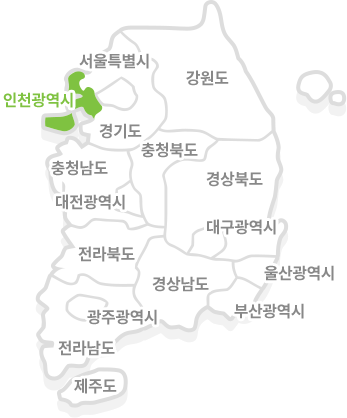 서울특별시
강원도
인천광역시
경기도
충청북도
충청남도
경상북도
대전광역시
대구광역시
전라북도
울산광역시
경상남도
부산광역시
광주광역시
전라남도
제주도